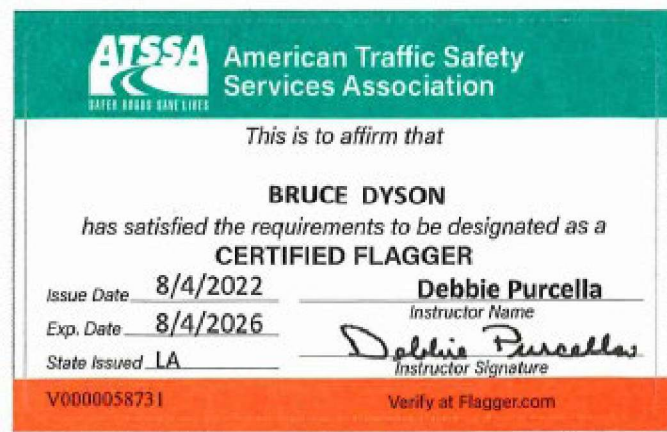 ATSSA
SAFER ROADS SAVE LIVES
American Traffic Safety
Services Association
This is to affirm that
BRUCE DYSON
has satisfied the requirements to be designated as a
CERTIFIED FLAGGER
Issue Date 8/4/2022
Debbie Purcella
Instructor Name
Exp. Date 8/4/2026
Debbie Purcella
Instructor Signature
State Issued LA
V0000058731
Verify at Flagger.com